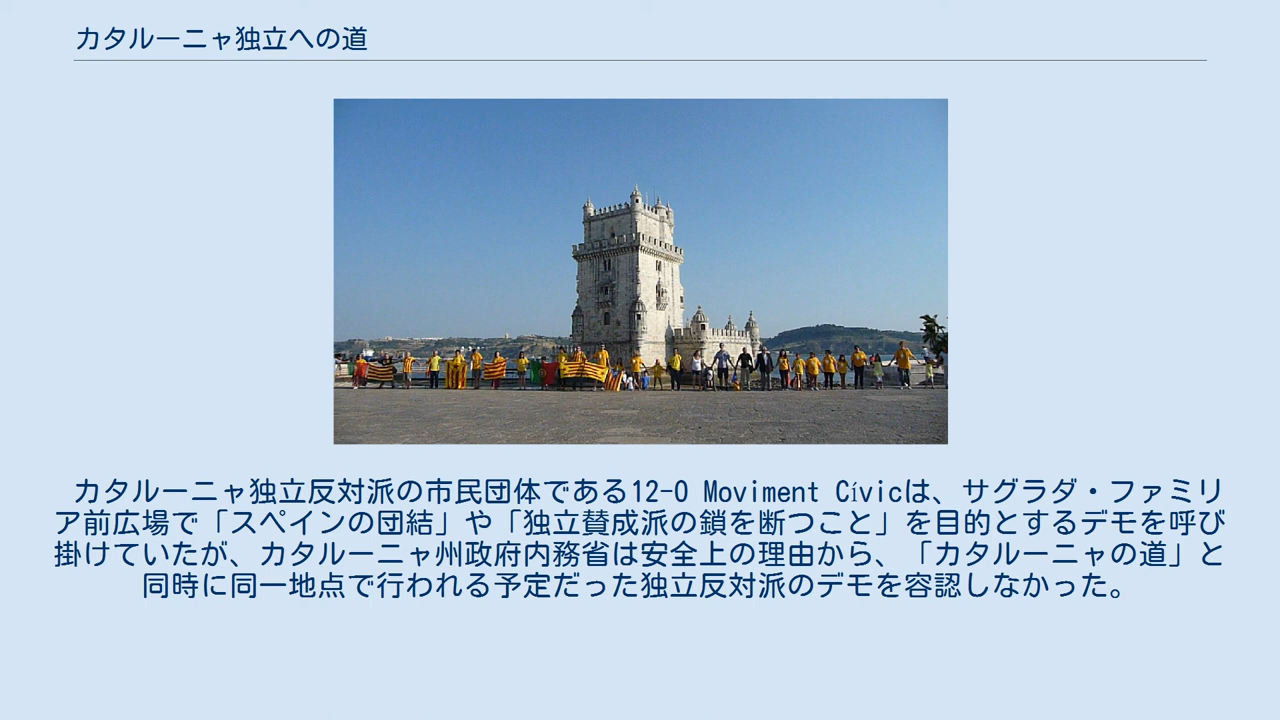 カタルーニャ独立への道
カタルーニャ独立反対派の市民団体である12-O Moviment Cívicは、サグラダ・ファミリ
ア前広場で「スペインの団結」や「独立賛成派の鎖を断つこと」を目的とするデモを呼び
掛けていたが、カタルーニャ州政府内務省は安全上の理由から、「カタルーニャの道」と
同時に同一地点で行われる予定だった独立反対派のデモを容認しなかった。